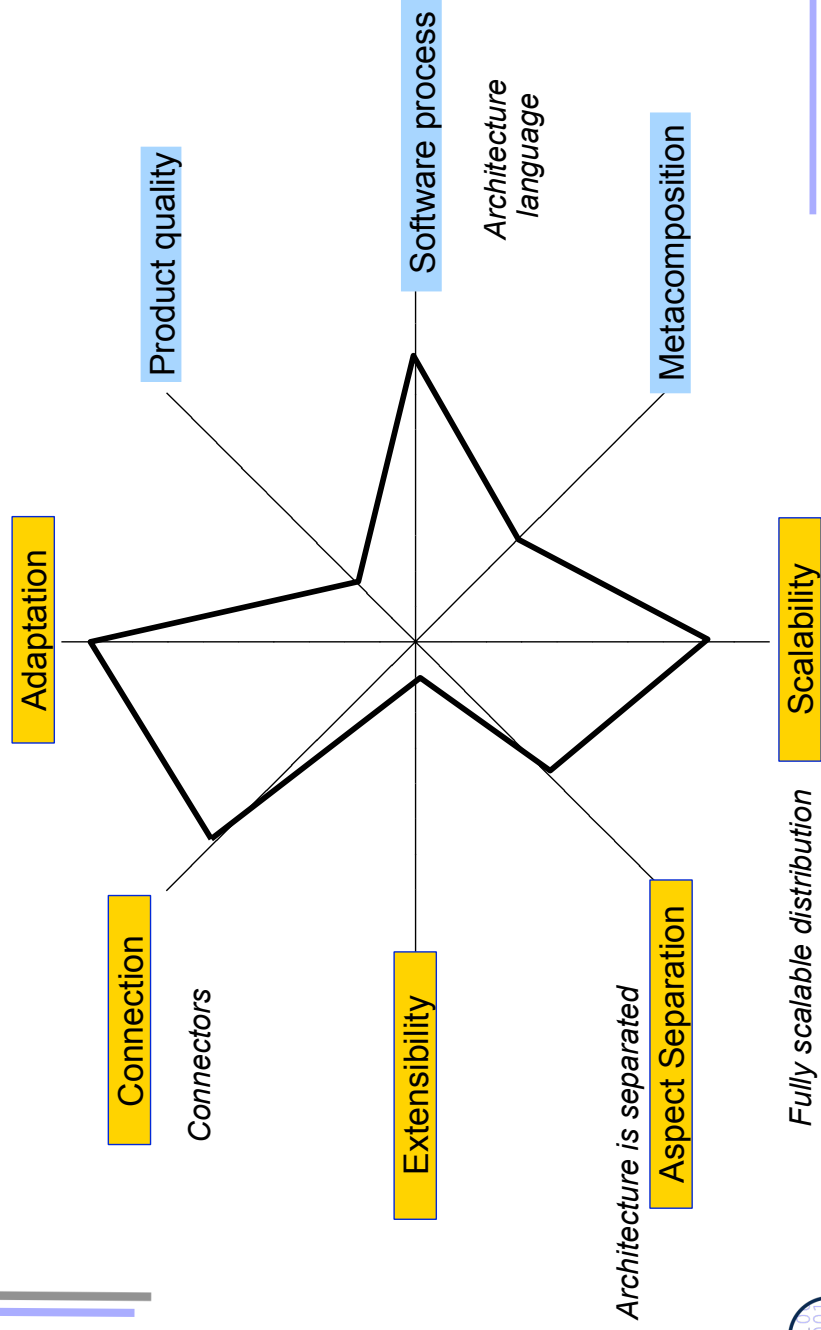 Adaptation
Connection
Product quality
Connectors
Extensibility
Software process
Architecture
language
Architecture is separated
Aspect Separation
Metacomposition
Scalability
Fully scalable distribution